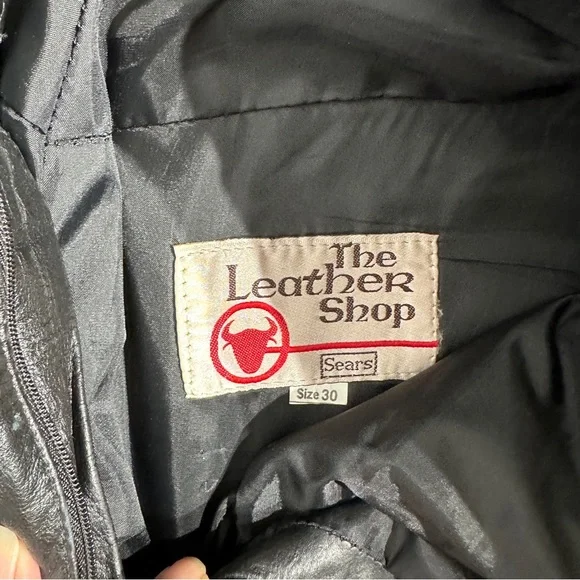 The
Leather
Shop
Sears
Size 30